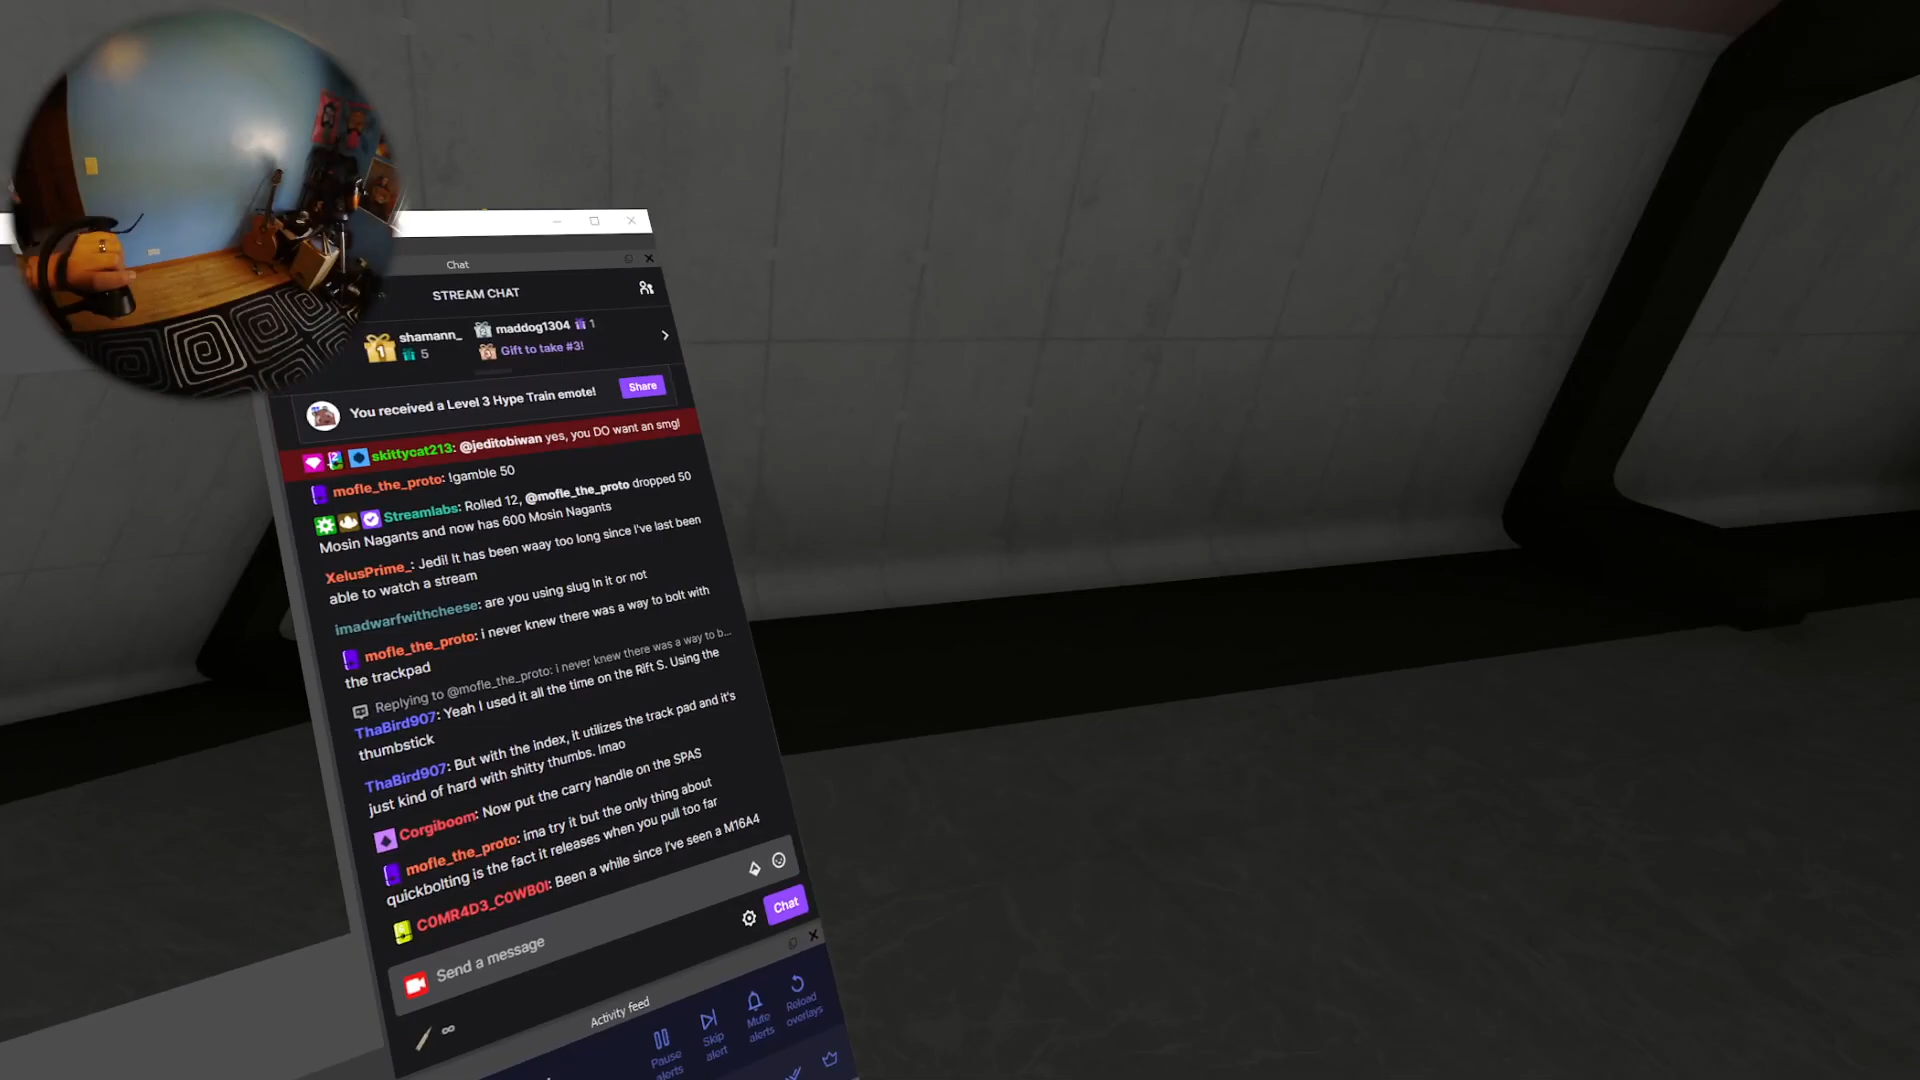 Chat
STREAM CHAT
shamann_
5
maddog1304 1
Gift to take #3!
You received a Level 3 Hype Train emote!
Share
skittycat213: @jeditobiwan yes, you DO want an smg!
mofle_the_proto: !gamble 50
Streamlabs: Rolled 12, @mofle_the_proto dropped 50
Mosin Nagants and now has 600 Mosin Nagants
XelusPrime_: Jedi! It has been waay too long since I've last been
able to watch a stream
imadwarfwithcheese: are you using slug In it or not
mofle_the_proto: i never knew there was a way to bolt with
the trackpad
Replying to @mofle_the_proto: i never knew there was a way to b...
ThaBird907: Yeah I used it all the time on the Rift S. Using the
thumbstick
ThaBird907: But with the index, it utilizes the track pad and it's
just kind of hard with shitty thumbs. lmao
Corgiboom: Now put the carry handle on the SPAS
mofle_the_proto: ima try it but the only thing about
quickbolting is the fact it releases when you pull too far
C0MR4D3_C0WB0I: Been a while since I've seen a M16A4
Send a message
Chat
∞
Activity feed
Pause
alerts
Skip
alert
Mute
alerts
Reload
overlays